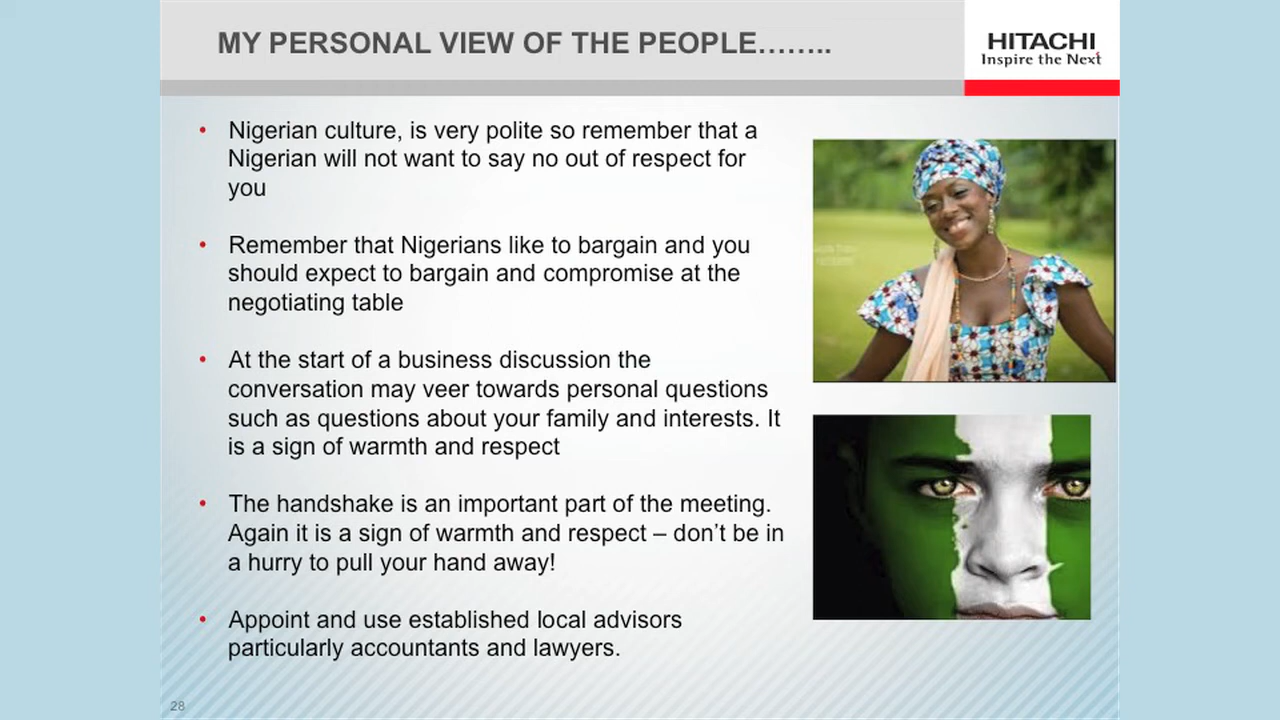 MY PERSONAL VIEW OF THE PEOPLE……..
HITACHI
Inspire the Next
• Nigerian culture, is very polite so remember that a
Nigerian will not want to say no out of respect for
you
• Remember that Nigerians like to bargain and you
should expect to bargain and compromise at the
negotiating table
• At the start of a business discussion the
conversation may veer towards personal questions
such as questions about your family and interests. It
is a sign of warmth and respect
• The handshake is an important part of the meeting.
Again it is a sign of warmth and respect – don’t be in
a hurry to pull your hand away!
• Appoint and use established local advisors
particularly accountants and lawyers.
28